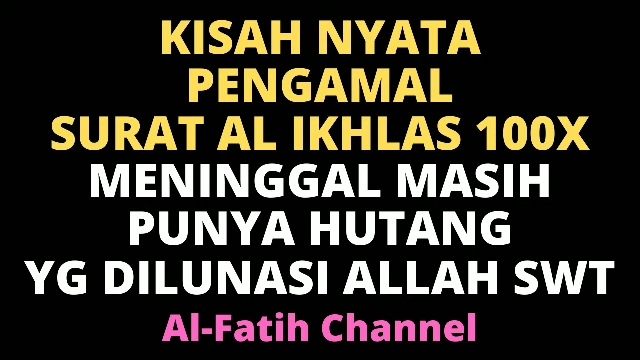 KISAH NYATA
PENGAMAL
SURAT AL IKHLAS 100X
MENINGGAL MASIH
PUNYA HUTANG
YG DILUNASI ALLAH SWT
Al-Fatih Channel